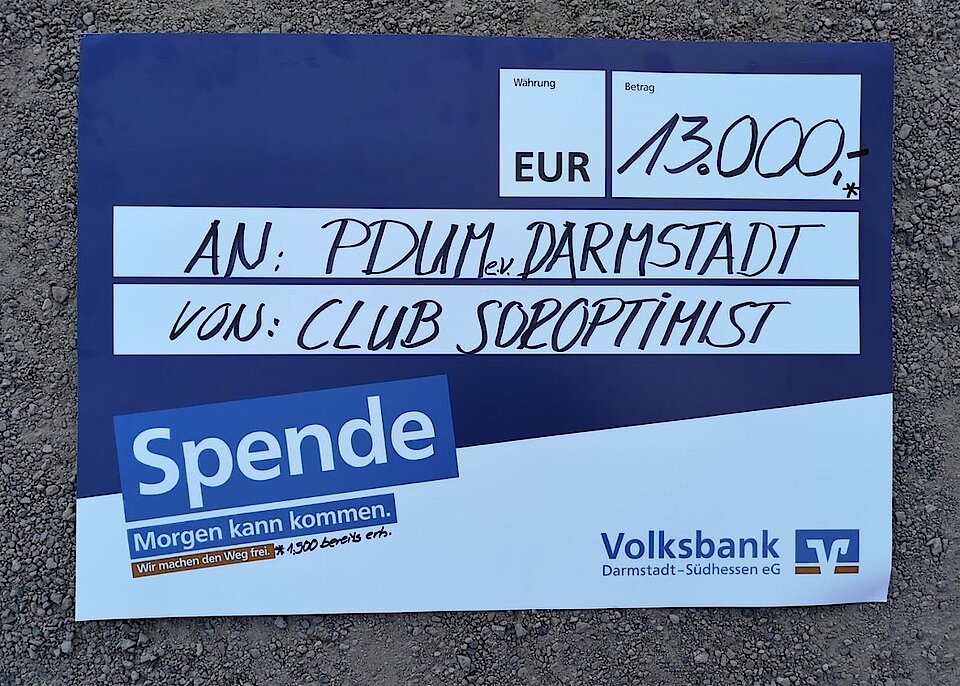 Währung
EUR
Betrag
13.000,-*
AN: PDUM e.V. DARMSTADT
VON: CLUB SOROPTIMIST
Spende
Morgen kann kommen.
Wir machen den Weg frei. * 1.500 bereits erh.
Volksbank
Darmstadt-Südhessen eG